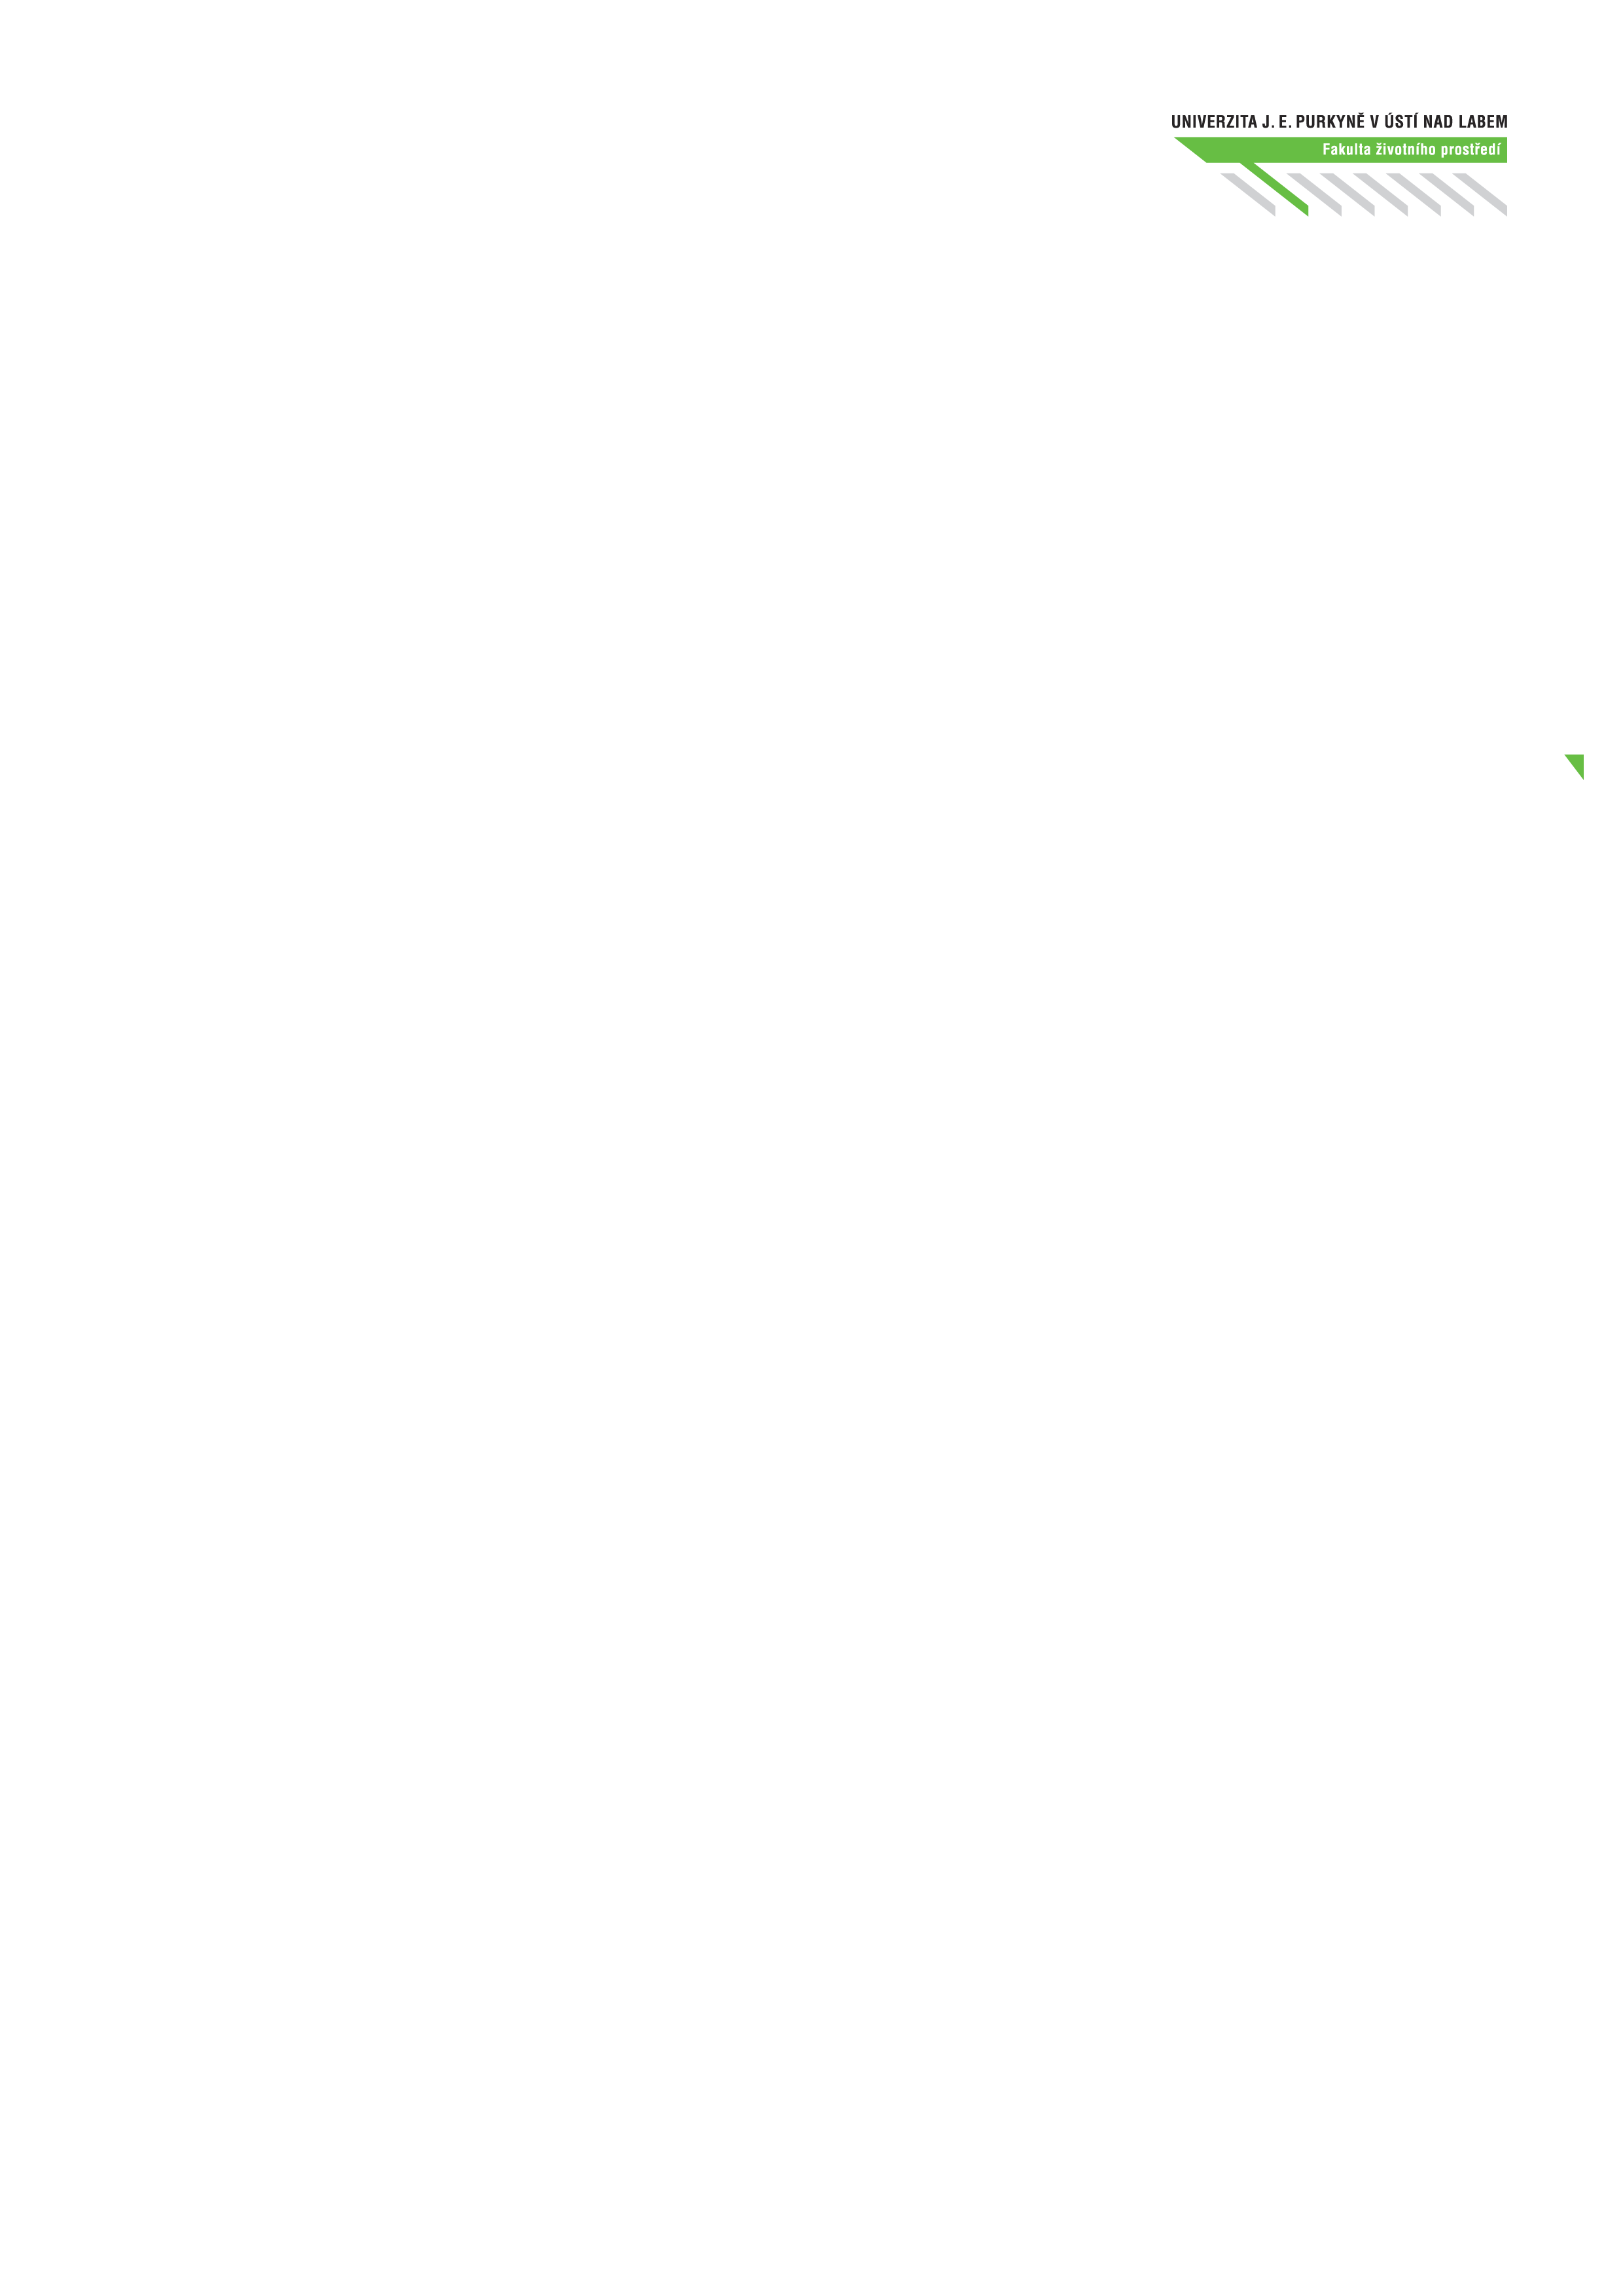 UNIVERZITA J. E. PURKYNĚ V ÚSTÍ NAD LABEM
Fakulta životního prostředí